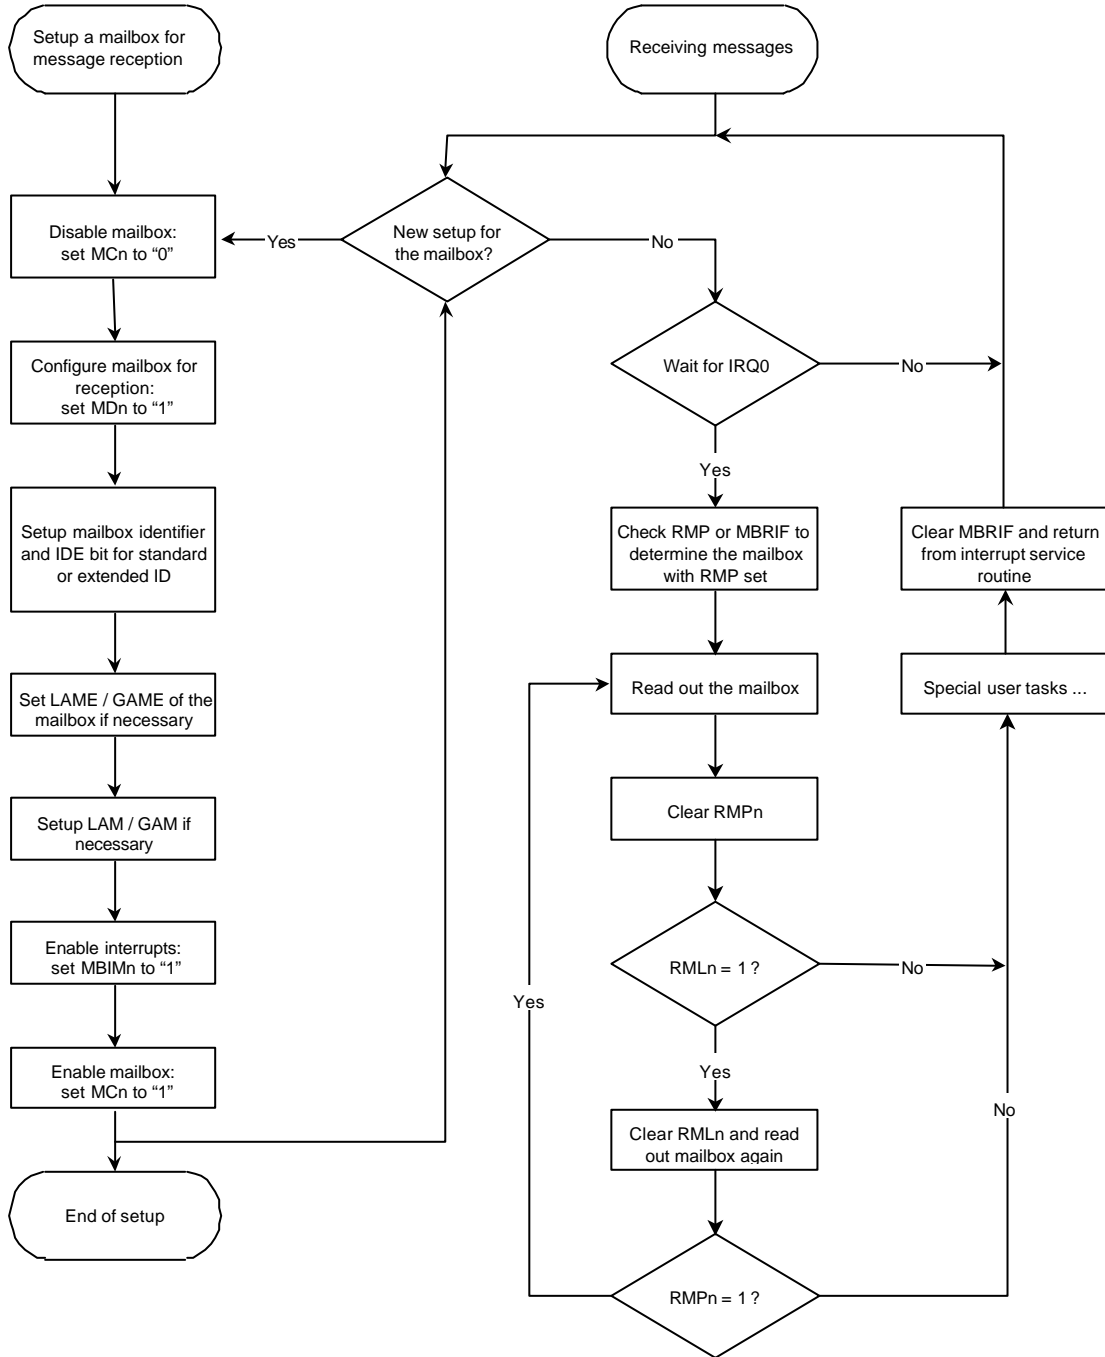 Setup a mailbox for
message reception
Receiving messages
Disable mailbox:
set MCn to “0”
Yes
New setup for
the mailbox?
No
Configure mailbox for
reception:
set MDn to “1”
Wait for IRQ0
No
Yes
Setup mailbox identifier
and IDE bit for standard
or extended ID
Check RMP or MBRIF to
determine the mailbox
with RMP set
Clear MBRIF and return
from interrupt service
routine
Set LAME / GAME of the
mailbox if necessary
Read out the mailbox
Special user tasks ...
Setup LAM / GAM if
necessary
Clear RMPn
Enable interrupts:
set MBIMn to “1”
RMLn = 1 ?
No
Yes
Enable mailbox:
set MCn to “1”
Yes
No
Clear RMLn and read
out mailbox again
End of setup
RMPn = 1 ?